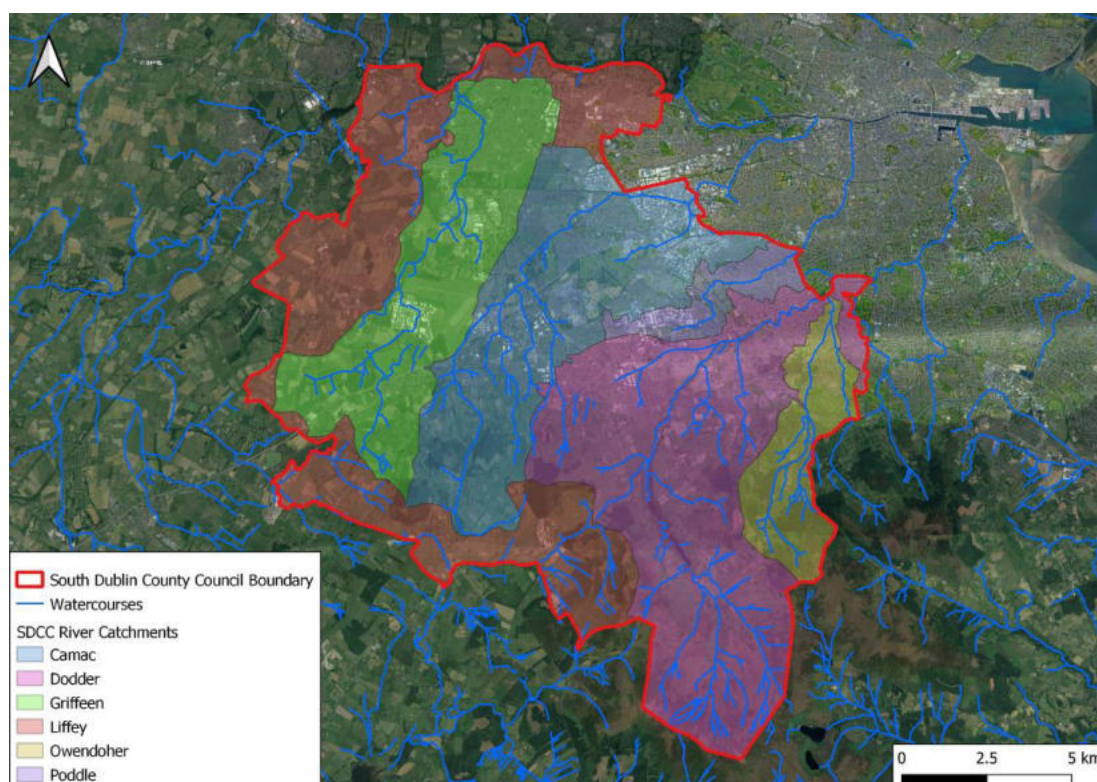 South Dublin County Council Boundary
Watercourses
SDCC River Catchments
Camac
Dodder
Griffeen
Liffey
Owendoher
Poddle
0 2.5 5 km